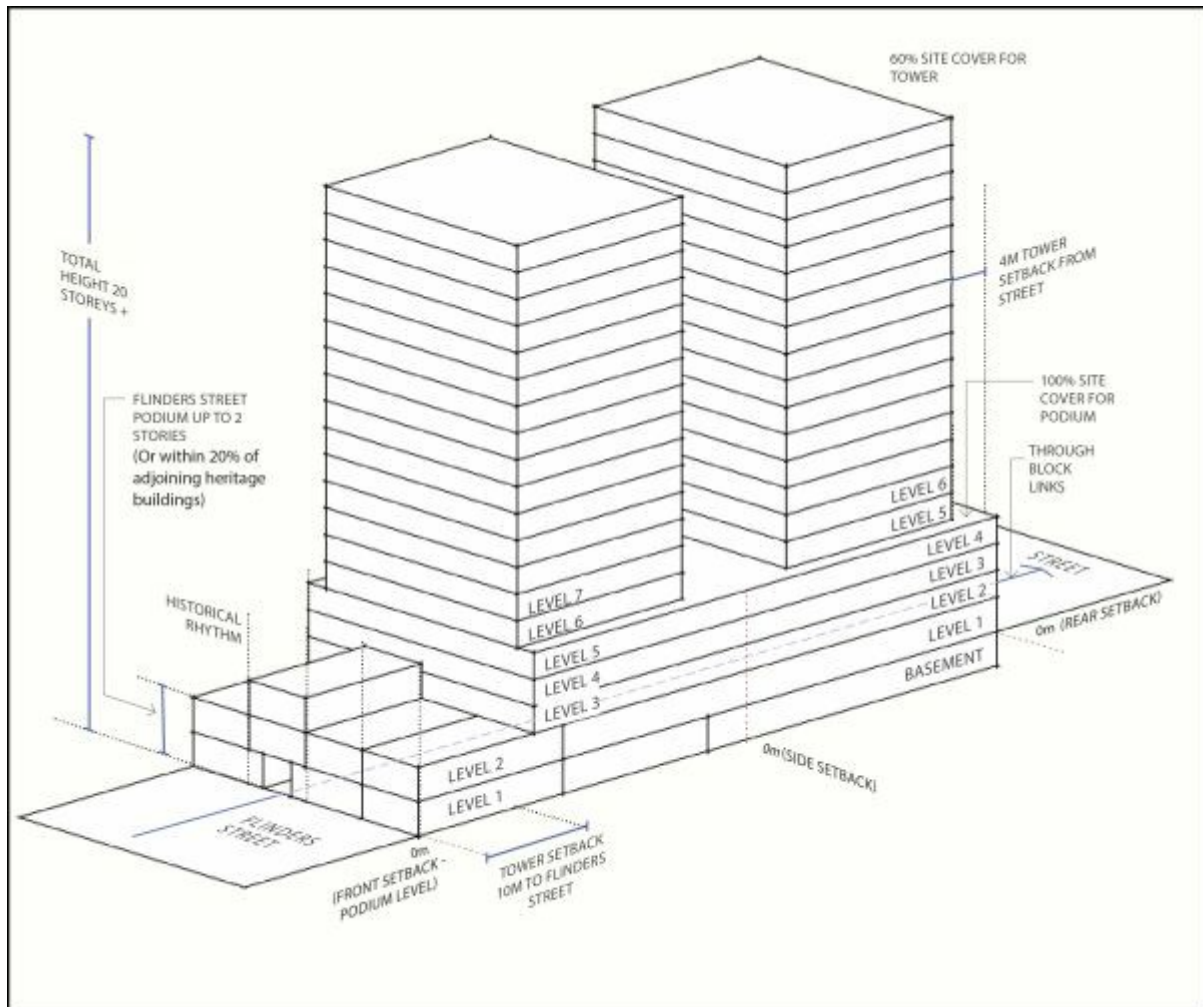 60% SITE COVER FOR
TOWER
TOTAL
HEIGHT 20
STOREYS +
4M TOWER
SETBACK FROM
STREET
FLINDERS STREET
PODIUM UP TO 2
STORIES
(Or within 20% of
adjoining heritage
buildings)
100% SITE
COVER FOR
PODIUM
THROUGH
BLOCK
LINKS
LEVEL 6
LEVEL 5
LEVEL 4
LEVEL 3
LEVEL 2
LEVEL 1
BASEMENT
STREET
0m (REAR SETBACK)
HISTORICAL
RHYTHM
LEVEL 7
LEVEL 6
LEVEL 5
LEVEL 4
LEVEL 3
LEVEL 2
LEVEL 1
0m (SIDE SETBACK)
FLINDERS
STREET
0m
(FRONT SETBACK -
PODIUM LEVEL)
TOWER SETBACK
10M TO FLINDERS
STREET